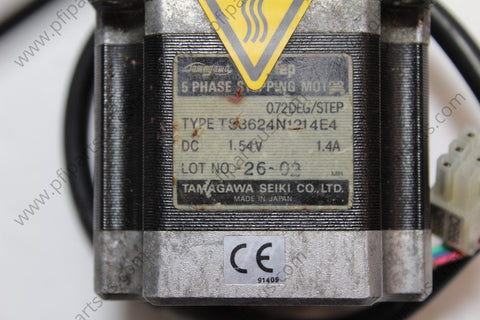 5 PHASE STEPPING MOTOR
0.72DEG/STEP
TYPE TS3624N1214E4
DC 1.54V 1.4A
LOT NO. 26-02
TAMAGAWA SEIKI CO., LTD.
MADE IN JAPAN
CE
91409